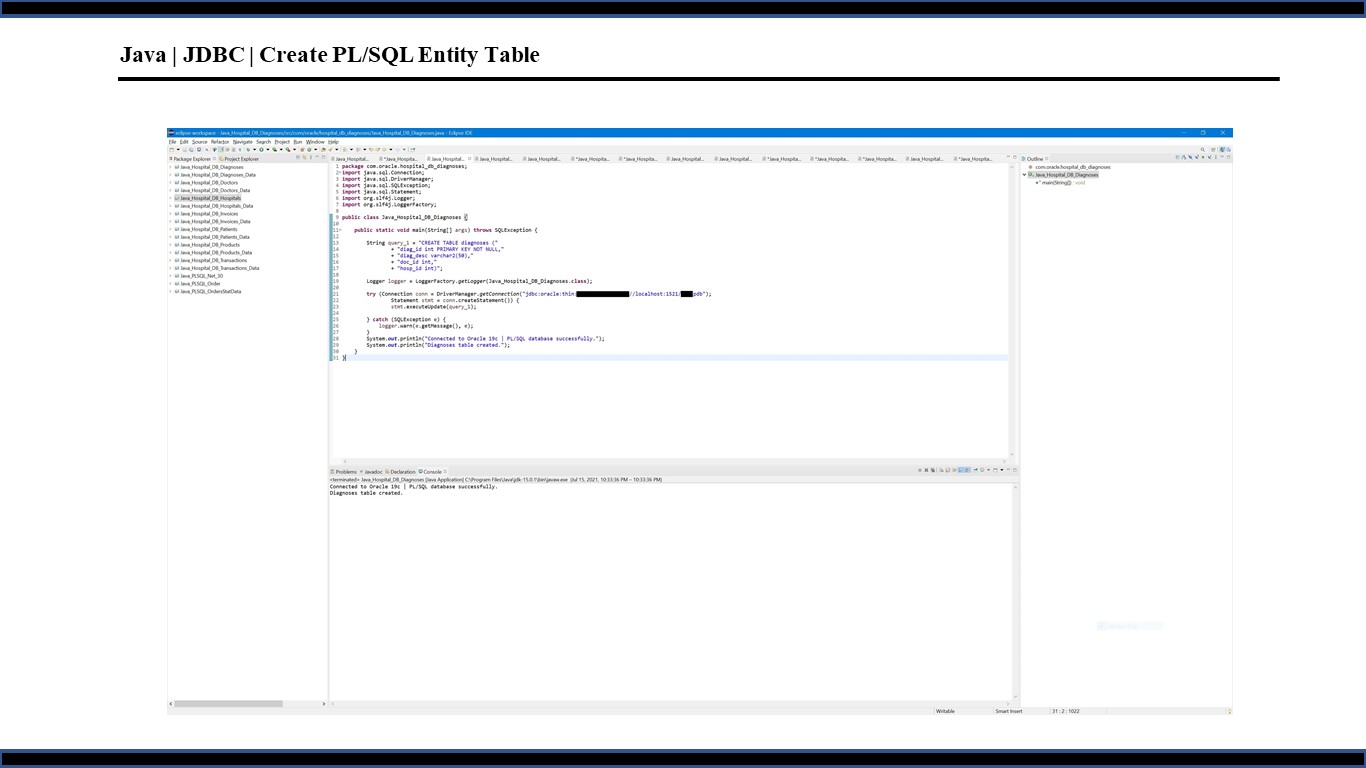 Java | JDBC | Create PL/SQL Entity Table
eclipse-workspace - Java_Hospital_DB_Diagnoses/src/com/oracle/hospital_db_diagnoses/Java_Hospital_DB_Diagnoses.java - Eclipse IDE
File Edit Source Refactor Navigate Search Project Run Window Help
Package Explorer Project Explorer
Java_Hospital_DB_Diagnoses
Java_Hospital_DB_Diagnoses_Data
Java_Hospital_DB_Doctors
Java_Hospital_DB_Doctors_Data
Java_Hospital_DB_Hospitals
Java_Hospital_DB_Hospitals_Data
Java_Hospital_DB_Invoices
Java_Hospital_DB_Invoices_Data
Java_Hospital_DB_Patients
Java_Hospital_DB_Patients_Data
Java_Hospital_DB_Products
Java_Hospital_DB_Products_Data
Java_Hospital_DB_Transactions
Java_Hospital_DB_Transactions_Data
Java_PLSQL_Net_30
Java_PLSQL_Order
Java_PLSQL_OrdersStatData
Java_Hospital... *Java_Hospita... Java_Hospital... Java_Hospital... Java_Hospital... *Java_Hospita... *Java_Hospita... Java_Hospital... Java_Hospital... *Java_Hospita... *Java_Hospita... *Java_Hospita... Java_Hospital... *Java_Hospita...
1 package com.oracle.hospital_db_diagnoses;
2 import java.sql.Connection;
3 import java.sql.DriverManager;
4 import java.sql.SQLException;
5 import java.sql.Statement;
6 import org.slf4j.Logger;
7 import org.slf4j.LoggerFactory;
8
9 public class Java_Hospital_DB_Diagnoses {
10
11 public static void main(String[] args) throws SQLException {
12
13 String query_1 = "CREATE TABLE diagnoses ("
14 + "diag_id int PRIMARY KEY NOT NULL,"
15 + "diag_desc varchar2(50),"
16 + "doc_id int,"
17 + "hosp_id int)";
18
19 Logger logger = LoggerFactory.getLogger(Java_Hospital_DB_Diagnoses.class);
20
21 try (Connection conn = DriverManager.getConnection("jdbc:oracle:thin //localhost:1521/ pdb");
22 Statement stmt = conn.createStatement()) {
23 stmt.executeUpdate(query_1);
24
25 } catch (SQLException e) {
26 logger.warn(e.getMessage(), e);
27 }
28 System.out.println("Connected to Oracle 19c | PL/SQL database successfully.");
29 System.out.println("Diagnoses table created.");
30 }
31 }
Outline
com.oracle.hospital_db_diagnoses
Java_Hospital_DB_Diagnoses
main(String[]) : void
Problems Javadoc Declaration Console
<terminated> Java_Hospital_DB_Diagnoses [Java Application] C:\Program Files\Java\jdk-15.0.1\bin\javaw.exe (Jul 15, 2021, 10:33:36 PM – 10:33:36 PM)
Connected to Oracle 19c | PL/SQL database successfully.
Diagnoses table created.
Writable Smart Insert 31 : 2 : 1022